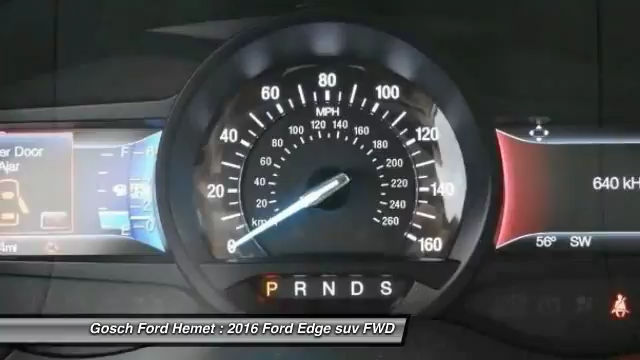 80
60 100
MPH
120 140
100 160
40 120
80 180
60 200
er Door
Ajar
F
640 kH
40 220
20 140
20 240
km/h 260
0 160
E 0
56° SW
P R N D S
Gosch Ford Hemet : 2016 Ford Edge suv FWD